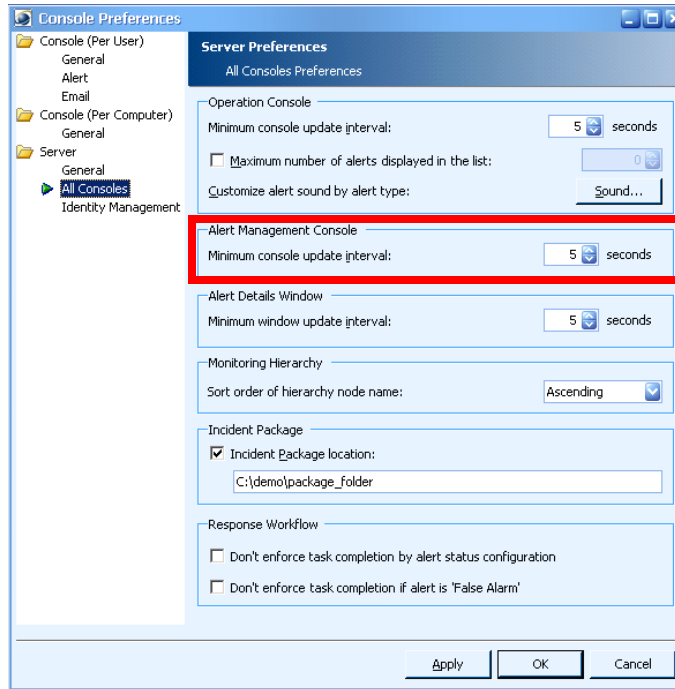 Console Preferences
Console (Per User)
General
Alert
Email
Console (Per Computer)
General
Server
General
All Consoles
Identity Management
Server Preferences
All Consoles Preferences
Operation Console
Minimum console update interval: 5 seconds
Maximum number of alerts displayed in the list: 0
Customize alert sound by alert type: Sound...
Alert Management Console
Minimum console update interval: 5 seconds
Alert Details Window
Minimum window update interval: 5 seconds
Monitoring Hierarchy
Sort order of hierarchy node name: Ascending
Incident Package
Incident Package location:
C:\demo\package_folder
Response Workflow
Don't enforce task completion by alert status configuration
Don't enforce task completion if alert is 'False Alarm'
Apply OK Cancel